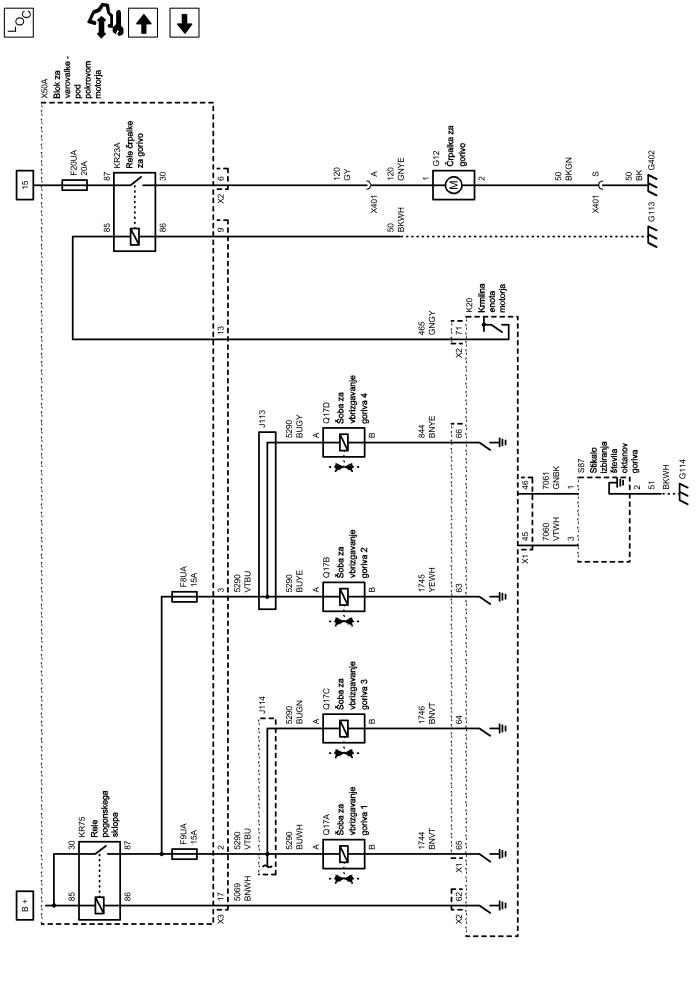 LOC
X50A
Blok za
varovalke -
pod
pokrovom
motorja
15
F20UA
20A
KR23A
Rele črpalke
za gorivo
87
30
85
86
6
X2
9
13
120
GY
A
X401
120
GNYE
1
G12
Črpalka za
gorivo
M
2
50
BKGN
S
X401
50
BK
G402
50
BKWH
G113
465
GNGY
71
X2
K20
Krmilna
enota
motorja
J113
5290
BUGY
A
Q17D
Šoba za
vbrizgavanje
goriva 4
B
844
BNYE
66
F8UA
15A
3
5290
VTBU
5290
BUYE
A
Q17B
Šoba za
vbrizgavanje
goriva 2
B
1745
YEWH
63
46
45
X1
7061
GNBK
1
7060
VTWH
3
S87
Stikalo
izbiranja
števila
oktanov
goriva
2
51
BKWH
G114
J114
5290
BUGN
A
Q17C
Šoba za
vbrizgavanje
goriva 3
B
1746
BNVT
64
B +
KR75
Rele
pogonskega
sklopa
30
87
85
86
F9UA
15A
2
5290
VTBU
5290
BUWH
A
Q17A
Šoba za
vbrizgavanje
goriva 1
B
1744
BNVT
65
X1
X3
17
5069
BNWH
62
X2